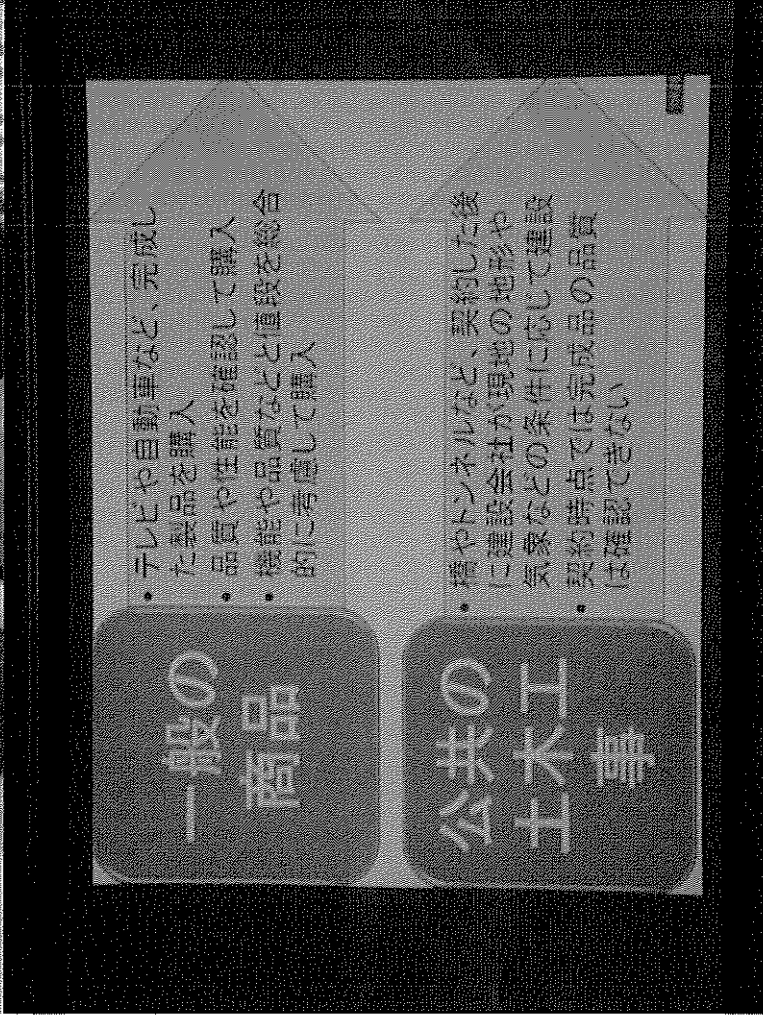 一般の
商品
・テレビや自動車など、完成し
た製品を購入
・品質や性能を確認して購入
・機能や品質などと値段を総合
的に考慮して購入
公共の
土木工
事
・橋やトンネルなど、契約した後
に建設会社が現地の地形や
気象などの条件に応じて建設
・契約時点では完成品の品質
は確認できない